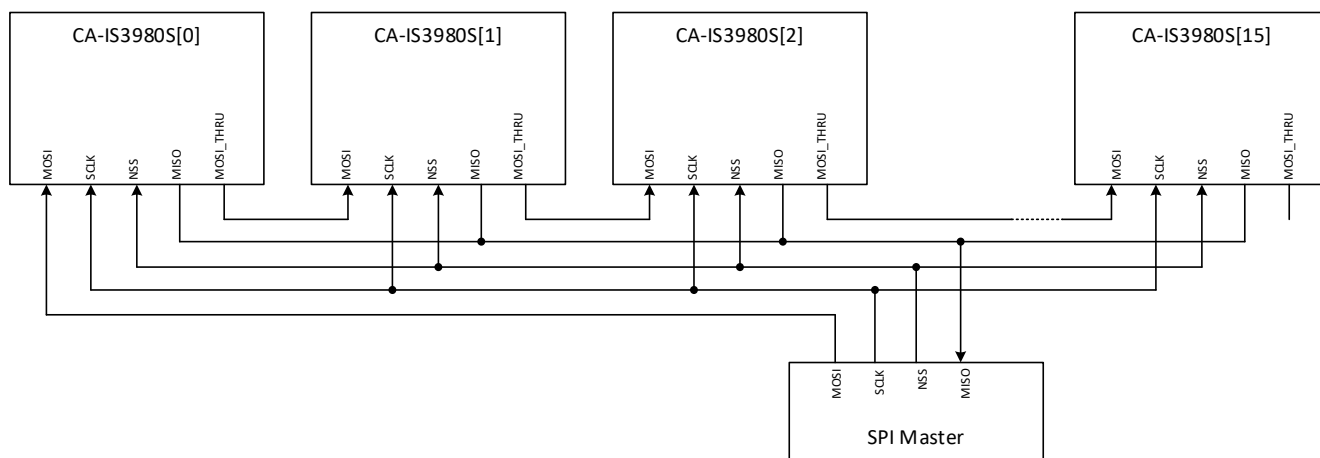 CA-IS3980S[0]
CA-IS3980S[1]
CA-IS3980S[2]
CA-IS3980S[15]
MOSI
SCLK
NSS
MISO
MOSI_THRU
MOSI
SCLK
NSS
MISO
MOSI_THRU
MOSI
SCLK
NSS
MISO
MOSI_THRU
MOSI
SCLK
NSS
MISO
MOSI_THRU
MOSI
SCLK
NSS
MISO
SPI Master